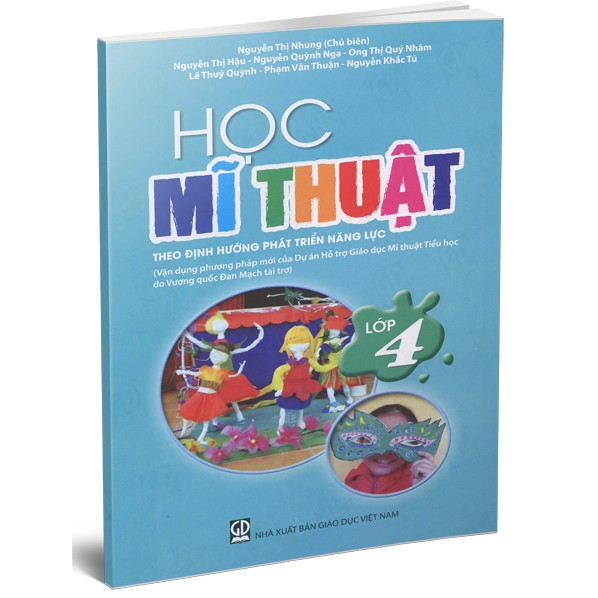 Nguyễn Thị Nhung (Chủ biên)
Nguyễn Thị Hậu - Nguyễn Quỳnh Nga - Ong Thị Quý Nhâm
Lê Thuý Quỳnh - Phạm Văn Thuận - Nguyễn Khắc Tú
HỌC
MĨ THUẬT
THEO ĐỊNH HƯỚNG PHÁT TRIỂN NĂNG LỰC
(Vận dụng phương pháp mới của Dự án Hỗ trợ Giáo dục Mĩ thuật Tiểu học
do Vương quốc Đan Mạch tài trợ)
LỚP
4
GD
NHÀ XUẤT BẢN GIÁO DỤC VIỆT NAM